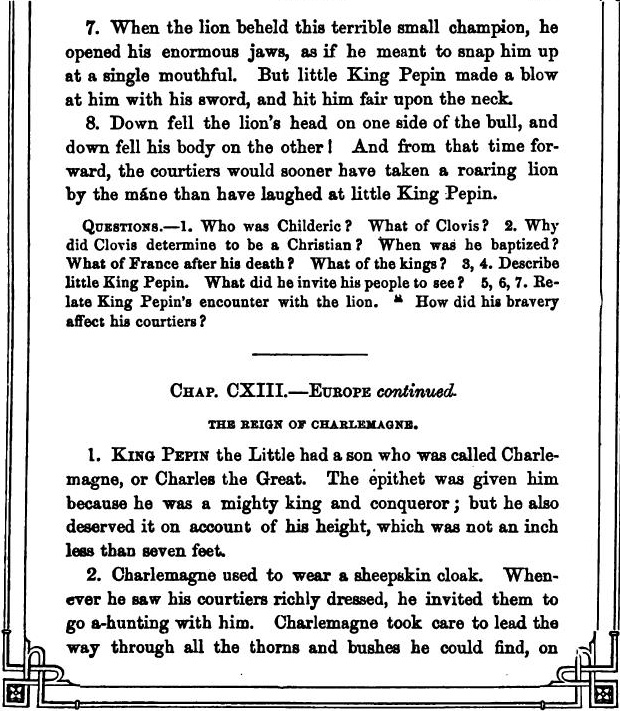 7. When the lion beheld this terrible small champion, he
opened his enormous jaws, as if he meant to snap him up
at a single mouthful. But little King Pepin made a blow
at him with his sword, and hit him fair upon the neck.
8. Down fell the lion's head on one side of the bull, and
down fell his body on the other! And from that time for-
ward, the courtiers would sooner have taken a roaring lion
by the máne than have laughed at little King Pepin.
QUESTIONS.—1. Who was Childeric? What of Clovis? 2. Why
did Clovis determine to be a Christian? When was he baptized?
What of France after his death? What of the kings? 3, 4. Describe
little King Pepin. What did he invite his people to see? 5, 6, 7. Re-
late King Pepin's encounter with the lion. How did his bravery
affect his courtiers?
CHAP. CXIII.—EUROPE continued.
THE REIGN OF CHARLEMAGNE.
1. KING PEPIN the Little had a son who was called Charle-
magne, or Charles the Great. The epithet was given him
because he was a mighty king and conqueror; but he also
deserved it on account of his height, which was not an inch
less than seven feet.
2. Charlemagne used to wear a sheepskin cloak. When-
ever he saw his courtiers richly dressed, he invited them to
go a-hunting with him. Charlemagne took care to lead the
way through all the thorns and bushes he could find, on